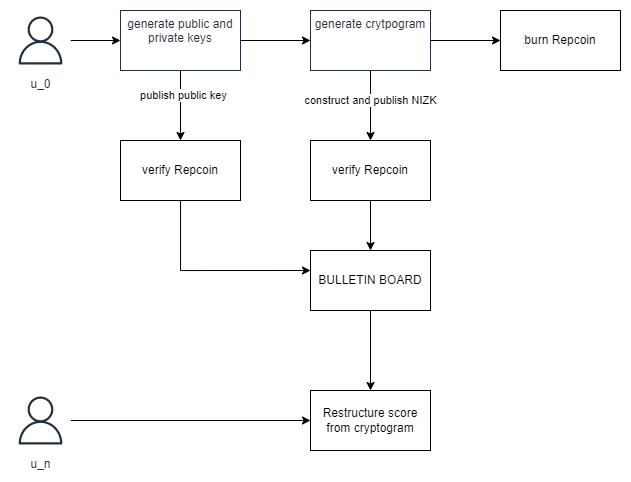 generate public and
private keys
generate crytpogram
burn Repcoin
u_0
publish public key
construct and publish NIZK
verify Repcoin
verify Repcoin
BULLETIN BOARD
Restructure score
from cryptogram
u_n